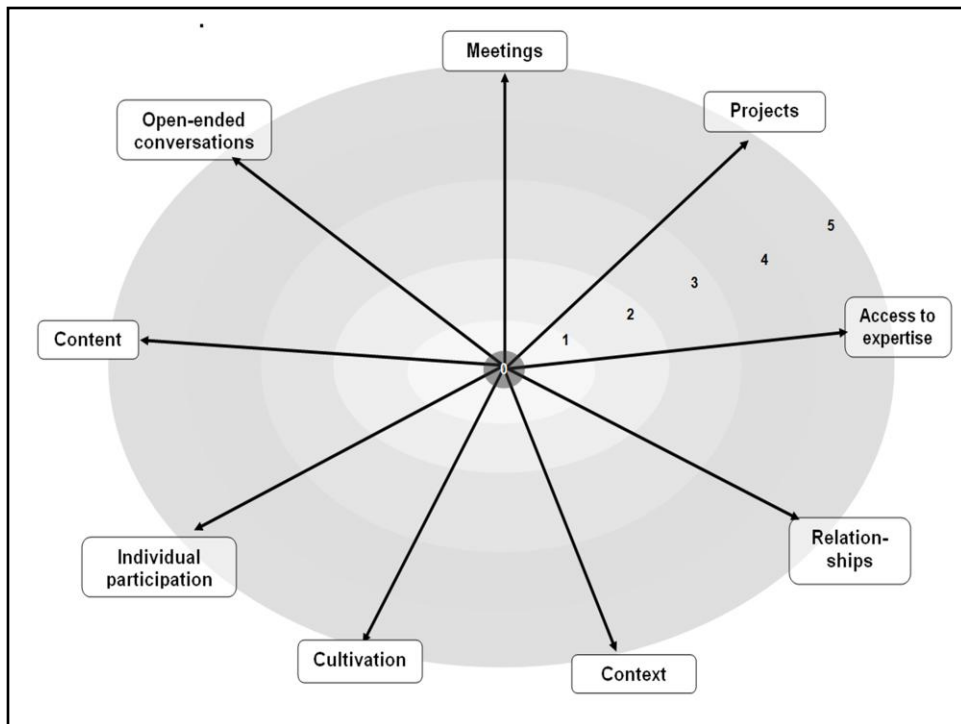 Meetings
Projects
Open-ended
conversations
5
4
3
2
1
0
Access to
expertise
Content
Relation-
ships
Individual
participation
Cultivation
Context